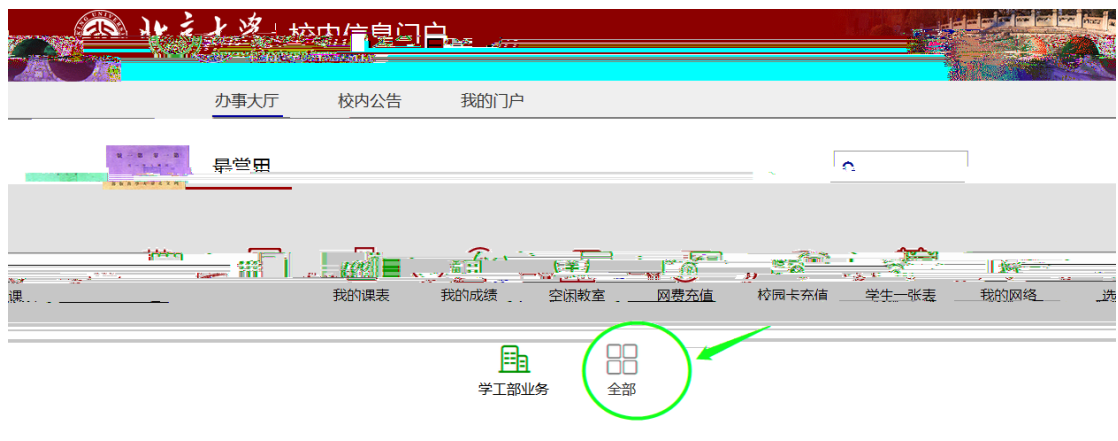 北京大学 校内信息门户
办事大厅 校内公告 我的门户
最常用
课 我的课表 我的成绩 空闲教室 网费充值 校园卡充值 学生一张表 我的网络 选
学工部业务 全部